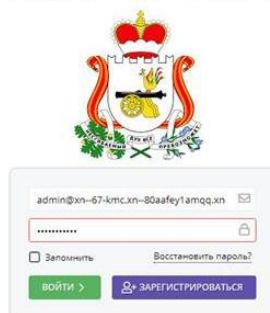 admin@xn--67-kmc.xn--80aafey1amqq.xn
Запомнить
Восстановить пароль?
ВОЙТИ
ЗАРЕГИСТРИРОВАТЬСЯ